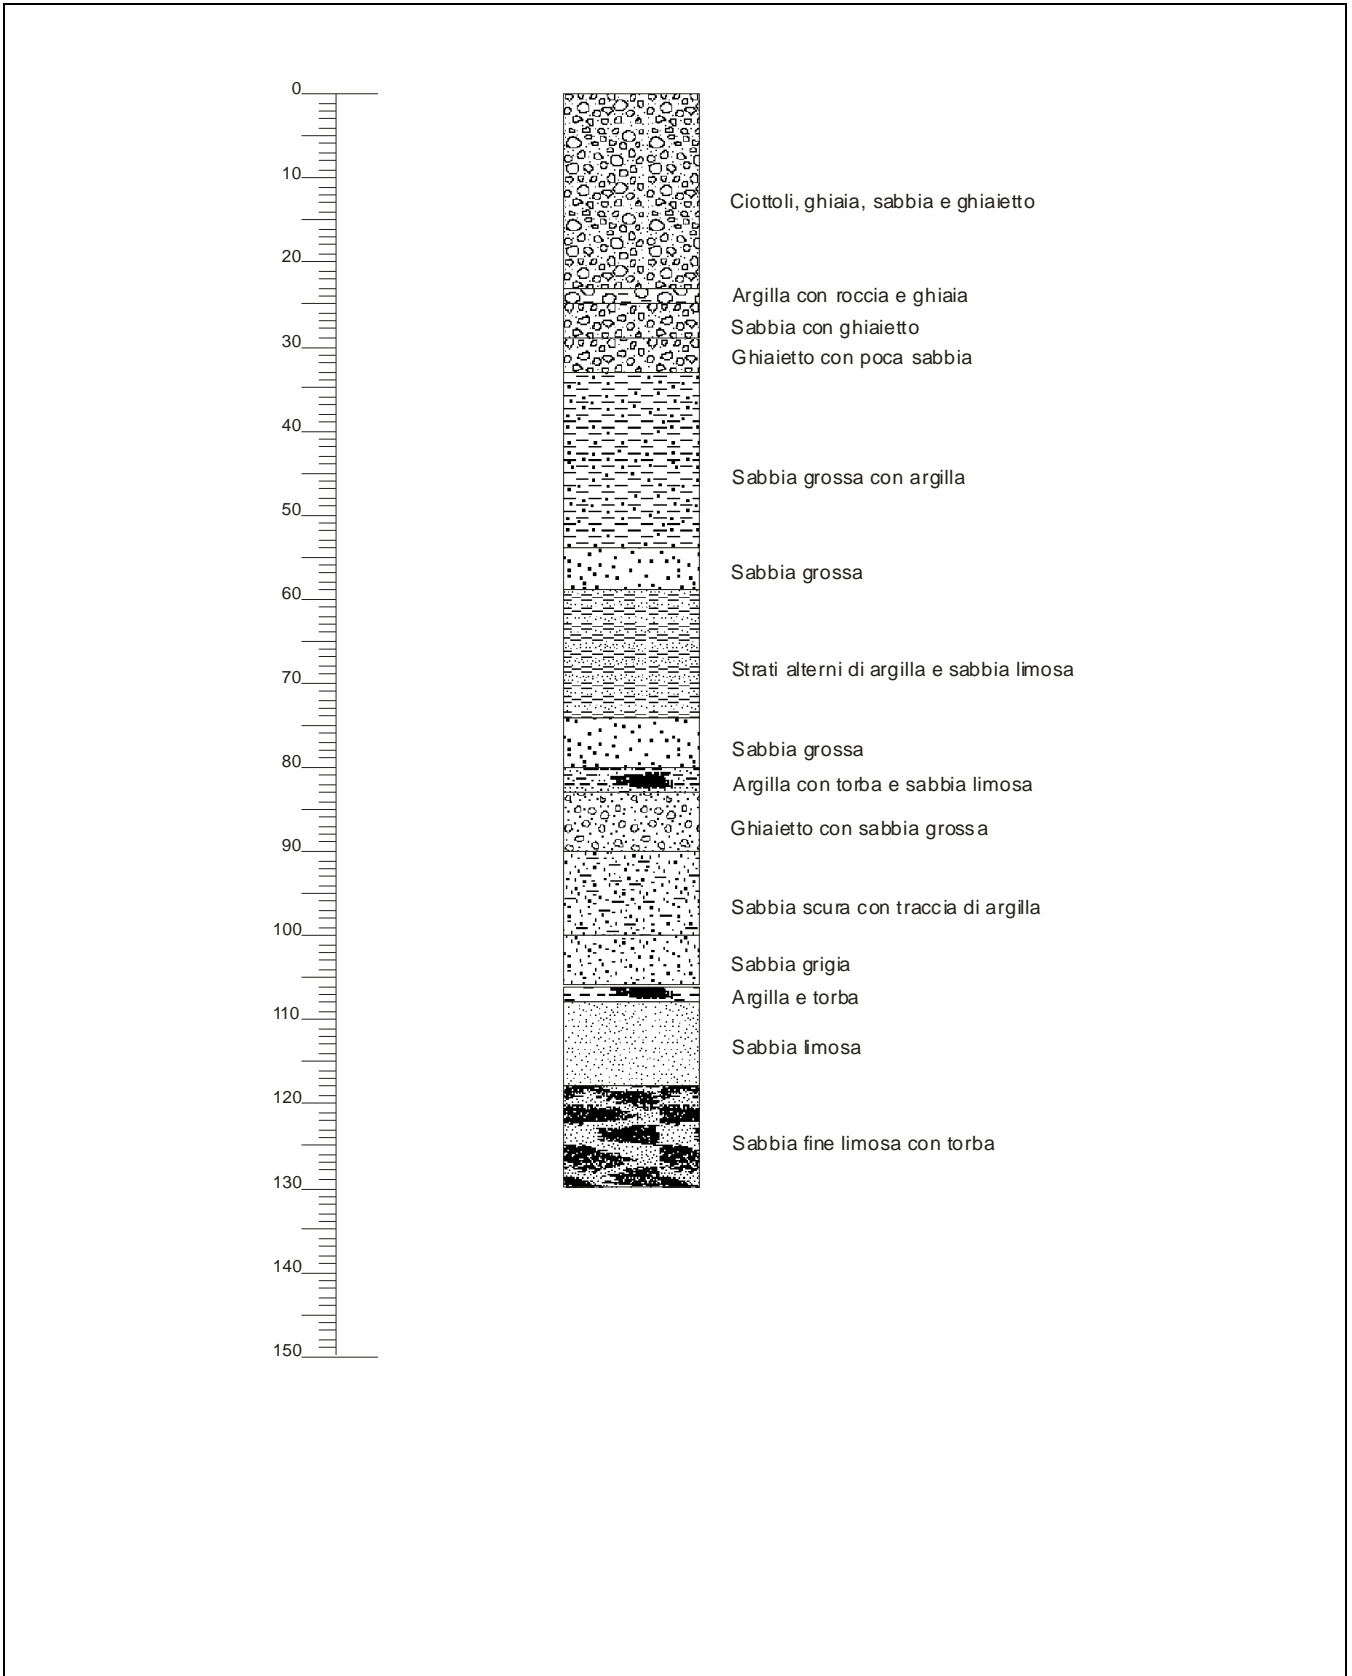 0
10
20
30
40
50
60
70
80
90
100
110
120
130
140
150
Ciottoli, ghiaia, sabbia e ghiaietto
Argilla con roccia e ghiaia
Sabbia con ghiaietto
Ghiaietto con poca sabbia
Sabbia grossa con argilla
Sabbia grossa
Strati alterni di argilla e sabbia limosa
Sabbia grossa
Argilla con torba e sabbia limosa
Ghiaietto con sabbia grossa
Sabbia scura con traccia di argilla
Sabbia grigia
Argilla e torba
Sabbia limosa
Sabbia fine limosa con torba